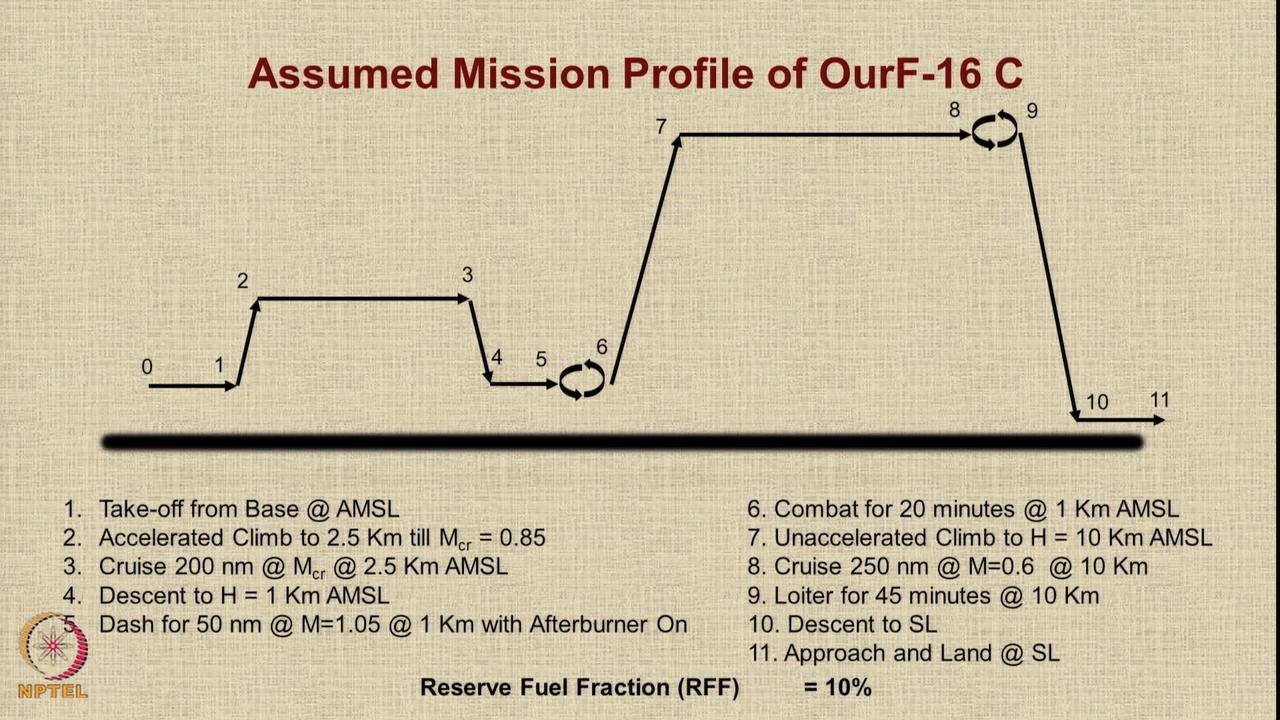 Assumed Mission Profile of OurF-16 C
8
9
7
2
3
0
1
4
5
6
10
11
1. Take-off from Base @ AMSL
2. Accelerated Climb to 2.5 Km till Mcr = 0.85
3. Cruise 200 nm @ Mcr @ 2.5 Km AMSL
4. Descent to H = 1 Km AMSL
5. Dash for 50 nm @ M=1.05 @ 1 Km with Afterburner On
6. Combat for 20 minutes @ 1 Km AMSL
7. Unaccelerated Climb to H = 10 Km AMSL
8. Cruise 250 nm @ M=0.6 @ 10 Km
9. Loiter for 45 minutes @ 10 Km
10. Descent to SL
11. Approach and Land @ SL
Reserve Fuel Fraction (RFF) = 10%
NPTEL